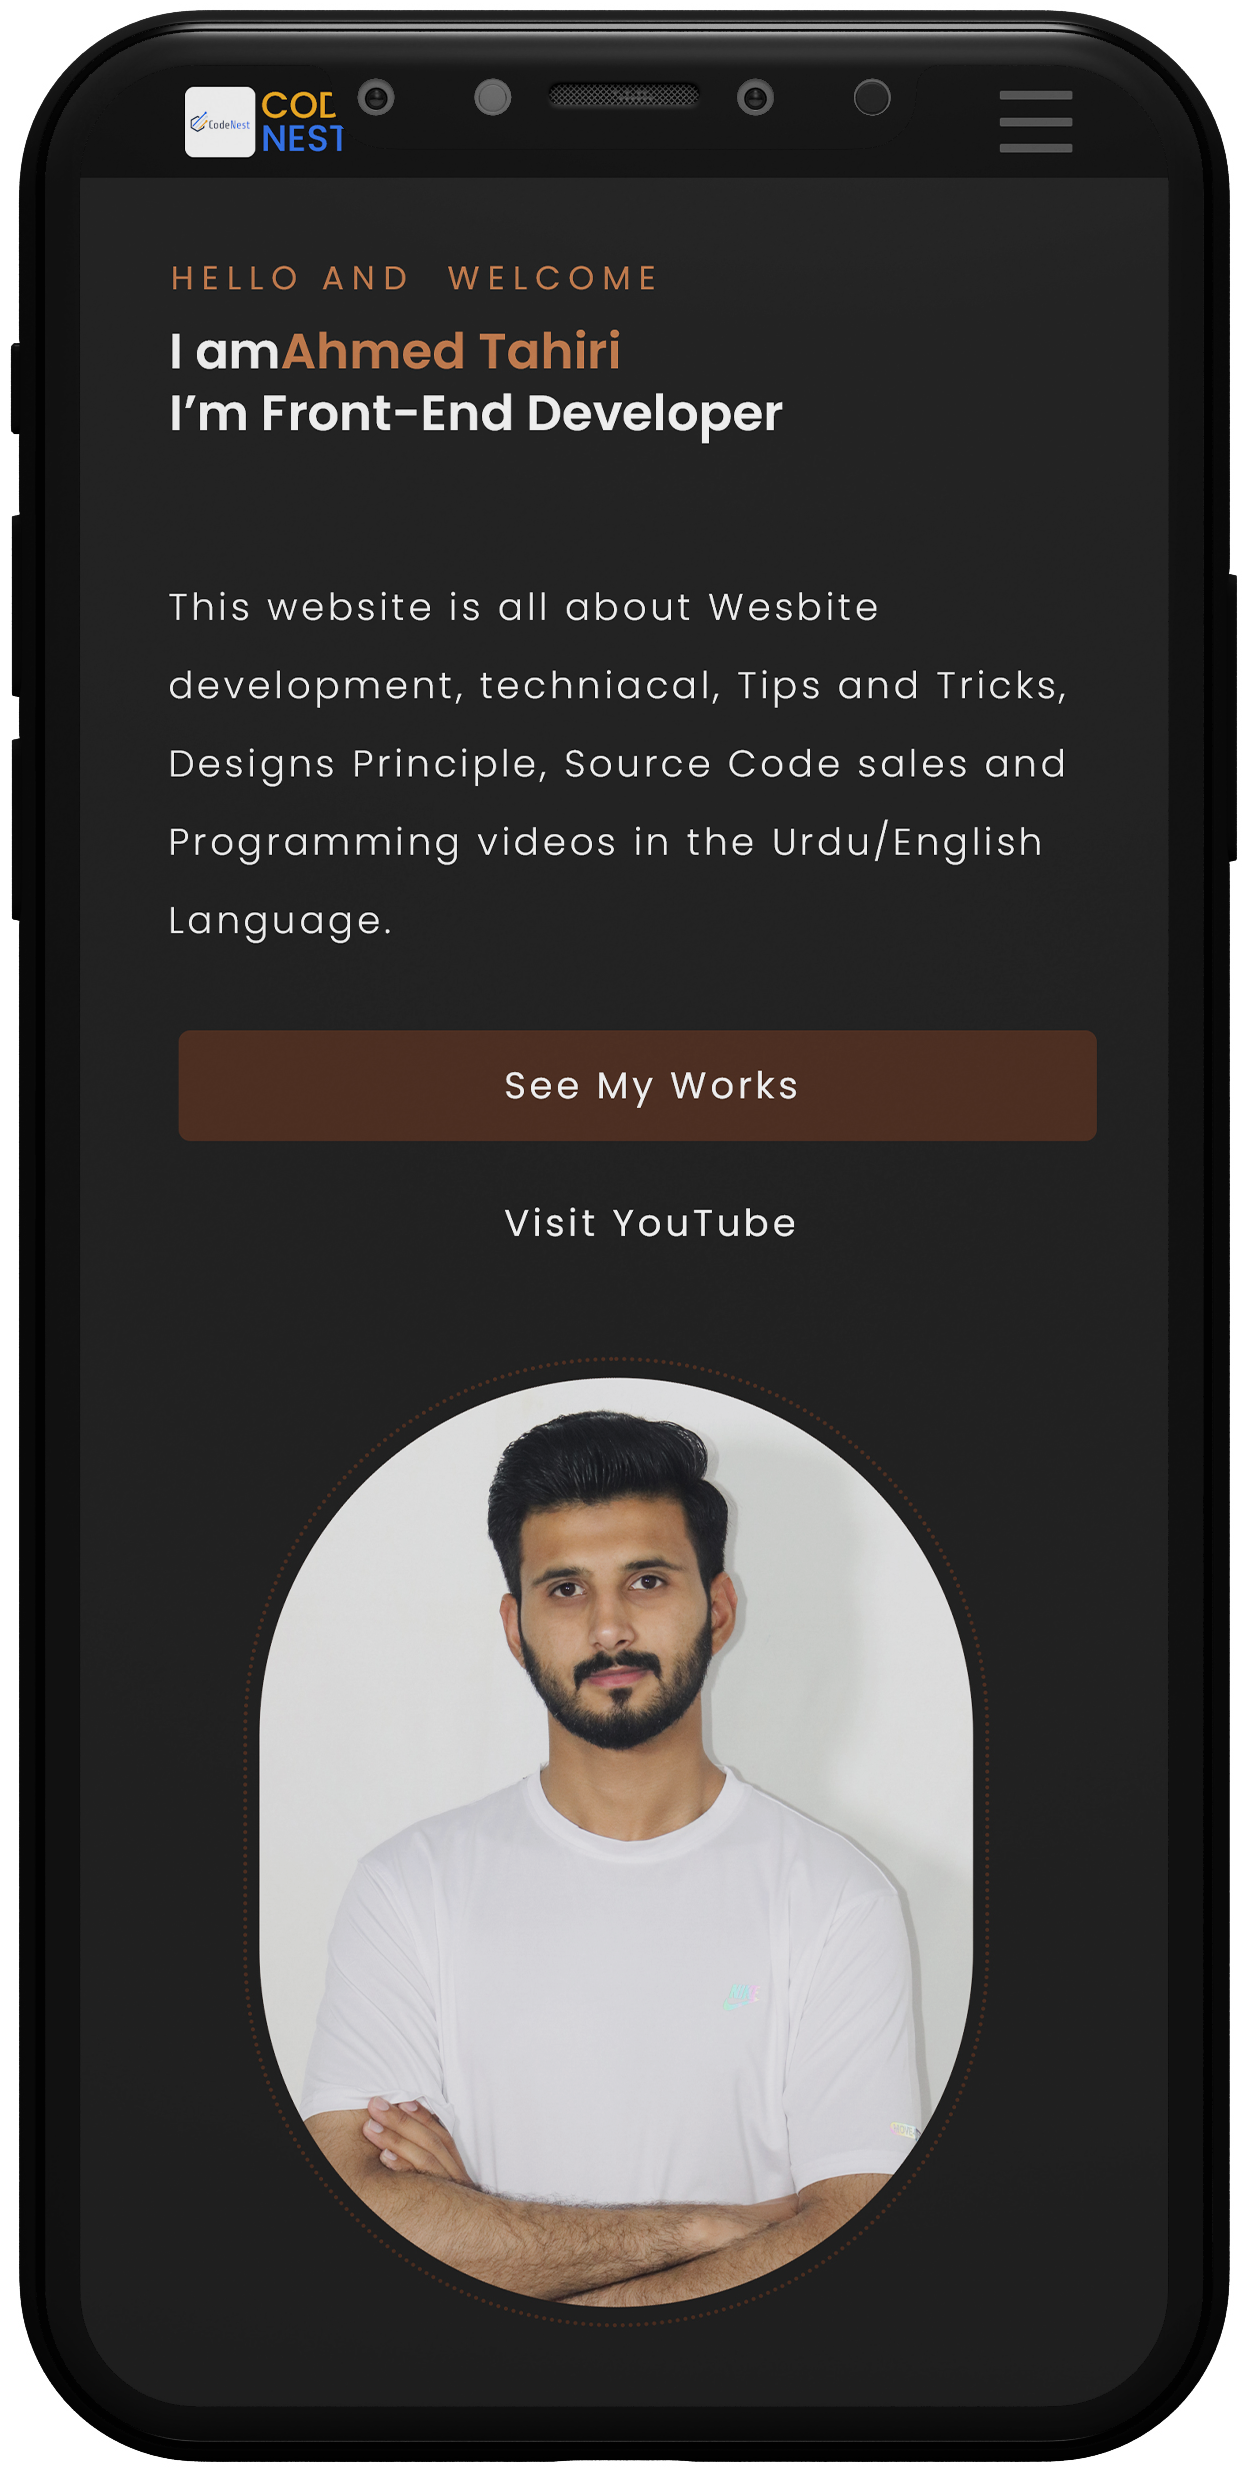 CodeNest
COD
NEST
HELLO AND WELCOME
I amAhmed Tahiri
I’m Front-End Developer
This website is all about Wesbite
development, techniacal, Tips and Tricks,
Designs Principle, Source Code sales and
Programming videos in the Urdu/English
Language.
See My Works
Visit YouTube
NIKE